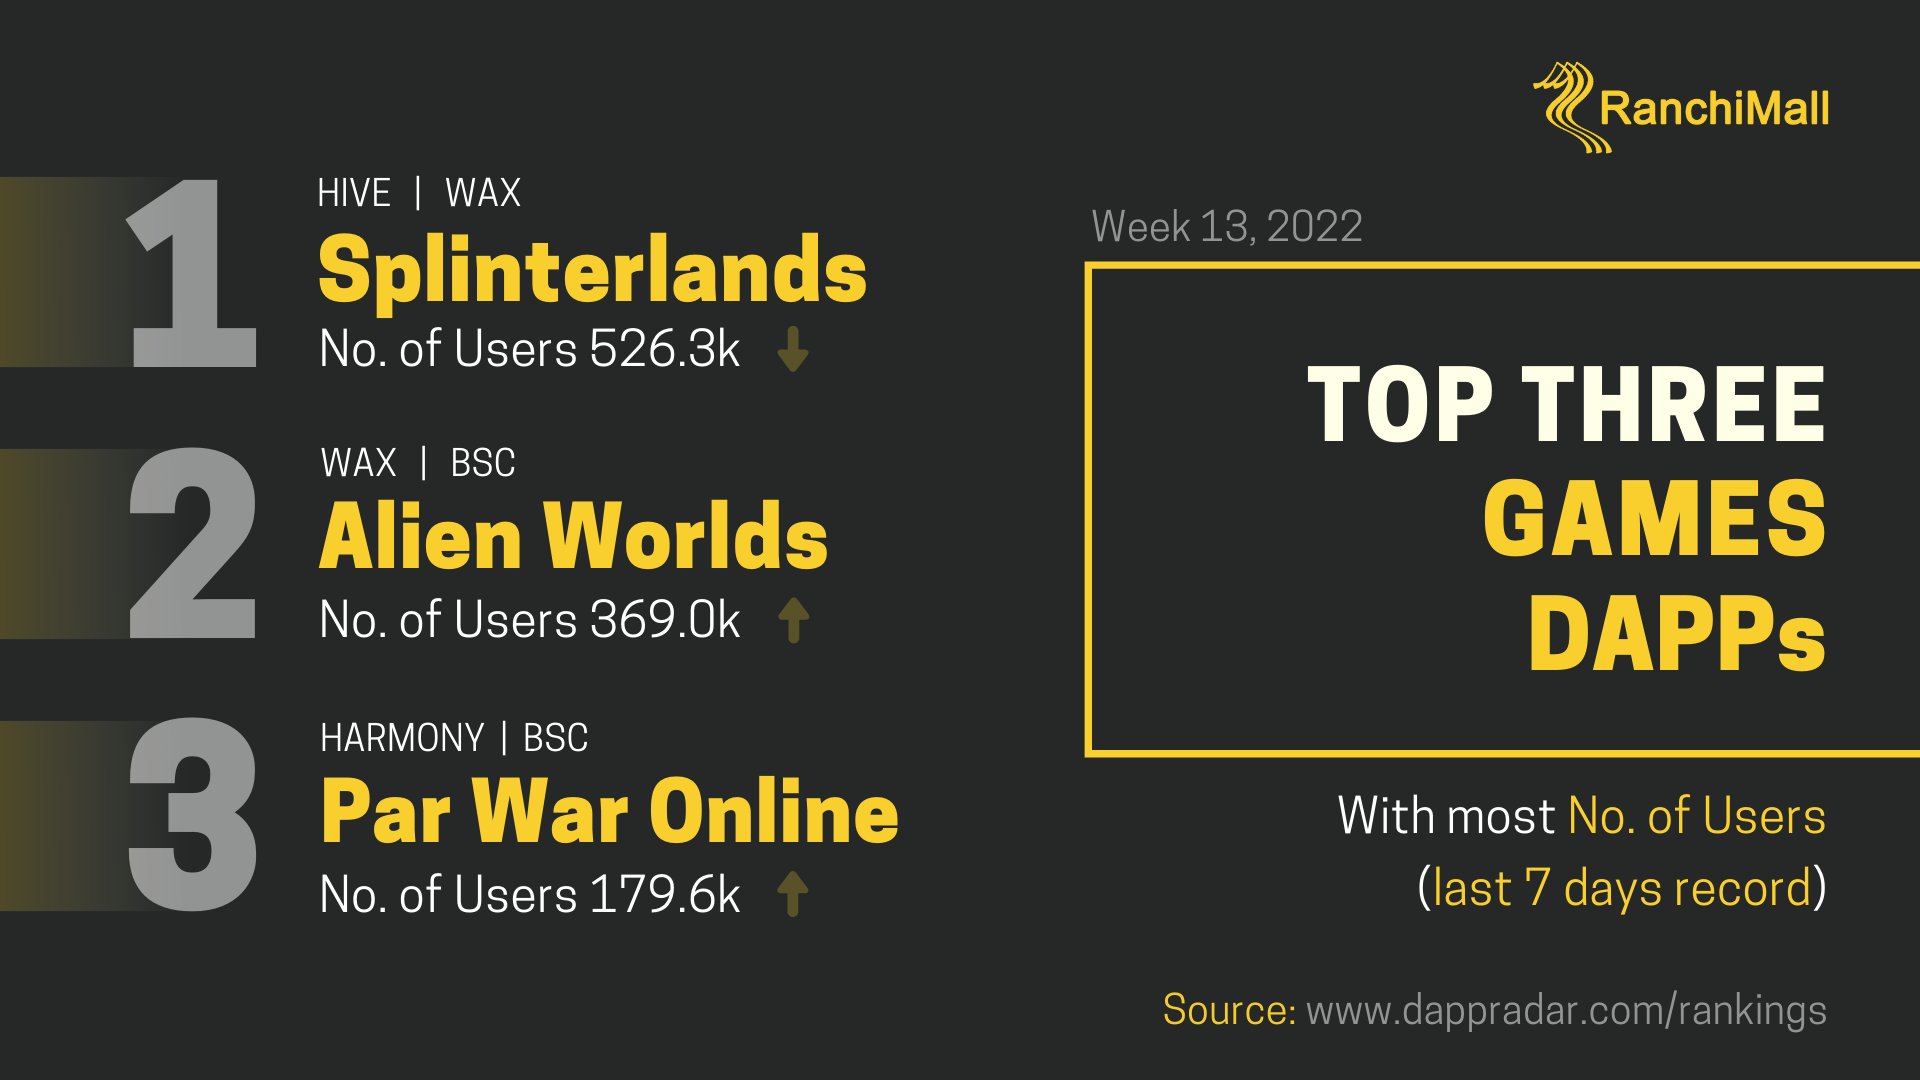 RanchiMall
1
HIVE | WAX
Splinterlands
No. of Users 526.3k
2
WAX | BSC
Alien Worlds
No. of Users 369.0k
3
HARMONY | BSC
Par War Online
No. of Users 179.6k
Week 13, 2022
TOP THREE
GAMES
DAPPs
With most No. of Users
(last 7 days record)
Source: www.dappradar.com/rankings